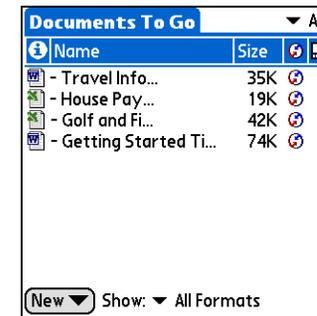 Documents To Go A
Name Size
- Travel Info... 35K
- House Pay... 19K
- Golf and Fi... 42K
- Getting Started Ti... 74K
New Show: All Formats